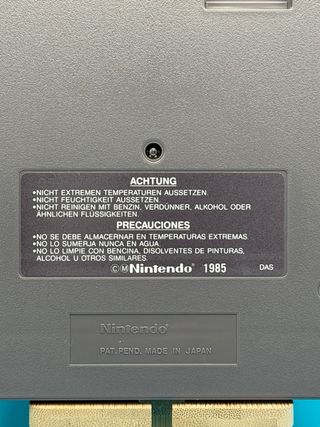 ACHTUNG
•NICHT EXTREMEN TEMPERATUREN AUSSETZEN.
•NICHT FEUCHTIGKEIT AUSSETZEN.
•NICHT REINIGEN MIT BENZIN, VERDÜNNER, ALKOHOL ODER
ÄHNLICHEN FLÜSSIGKEITEN.
PRECAUCIONES
•NO SE DEBE ALMACERNAR EN TEMPERATURAS EXTREMAS.
•NO LO SUMERJA NUNCA EN AGUA.
•NO LO LIMPIE CON BENCINA, DISOLVENTES DE PINTURAS,
ALCOHOL U OTROS SIMILARES.
©ⓂNintendo 1985 DAS
Nintendo
PAT. PEND. MADE IN JAPAN